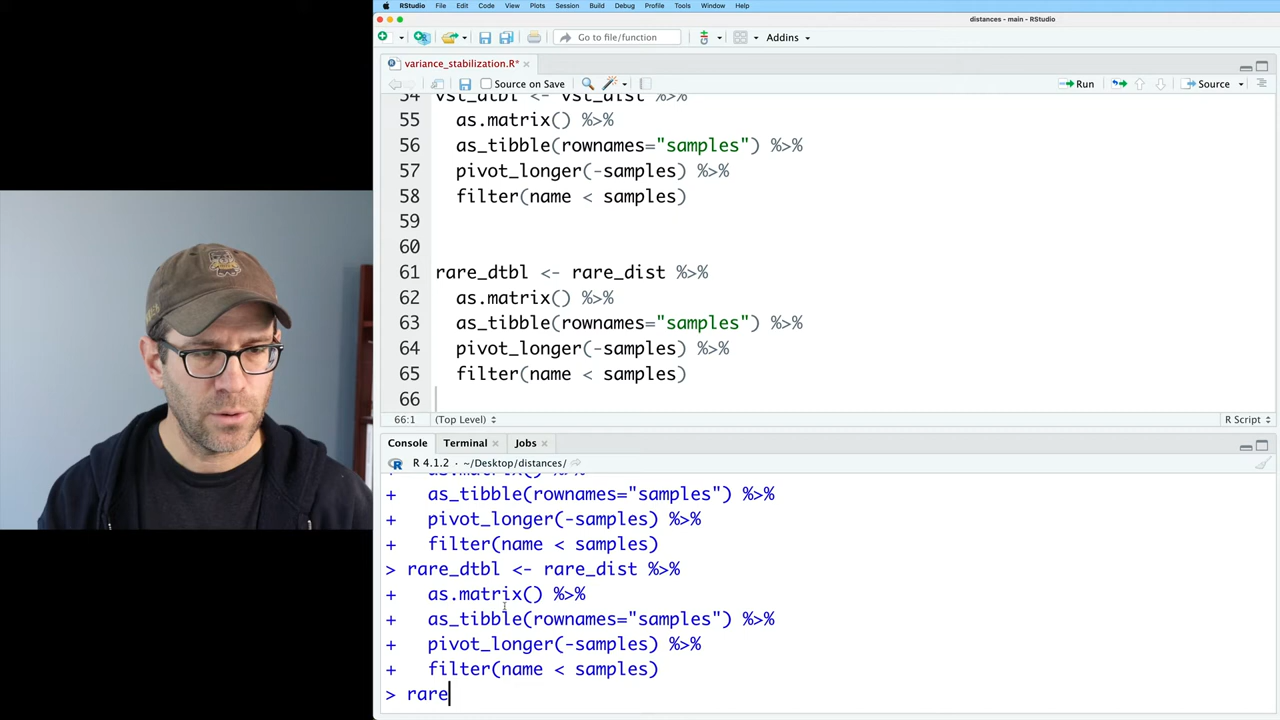 RStudio File Edit Code View Plots Session Build Debug Profile Tools Window Help
distances - main - RStudio
Go to file/function
Addins
variance_stabilization.R*
Source on Save
Run
Source
54 vst_dtbl <- vst_dist %>%
55 as.matrix() %>%
56 as_tibble(rownames="samples") %>%
57 pivot_longer(-samples) %>%
58 filter(name < samples)
59
60
61 rare_dtbl <- rare_dist %>%
62 as.matrix() %>%
63 as_tibble(rownames="samples") %>%
64 pivot_longer(-samples) %>%
65 filter(name < samples)
66
66:1 (Top Level) R Script
Console Terminal Jobs
R 4.1.2 · ~/Desktop/distances/
+ as.matrix() %>%
+ as_tibble(rownames="samples") %>%
+ pivot_longer(-samples) %>%
+ filter(name < samples)
> rare_dtbl <- rare_dist %>%
+ as.matrix() %>%
+ as_tibble(rownames="samples") %>%
+ pivot_longer(-samples) %>%
+ filter(name < samples)
> rare